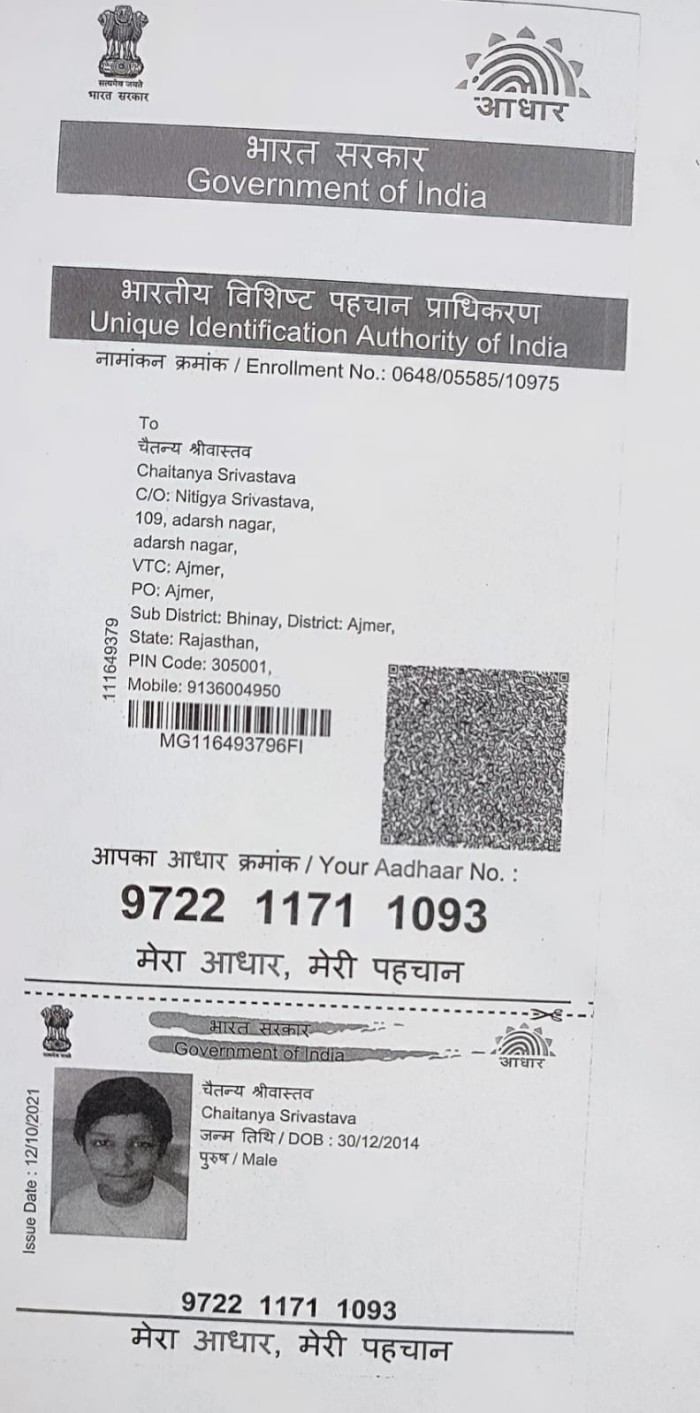 सत्यमेव जयते
भारत सरकार
आधार
भारत सरकार
Government of India
भारतीय विशिष्ट पहचान प्राधिकरण
Unique Identification Authority of India
नामांकन क्रमांक / Enrollment No.: 0648/05585/10975
To
चैतन्य श्रीवास्तव
Chaitanya Srivastava
C/O: Nitigya Srivastava,
109, adarsh nagar,
adarsh nagar,
VTC: Ajmer,
PO: Ajmer,
Sub District: Bhinay, District: Ajmer,
State: Rajasthan,
PIN Code: 305001,
Mobile: 9136004950
111649379
MG116493796FI
आपका आधार क्रमांक / Your Aadhaar No. :
9722 1171 1093
मेरा आधार, मेरी पहचान
भारत सरकार
Government of India
सत्यमेव जयते
आधार
Issue Date : 12/10/2021
चैतन्य श्रीवास्तव
Chaitanya Srivastava
जन्म तिथि / DOB : 30/12/2014
पुरुष / Male
9722 1171 1093
मेरा आधार, मेरी पहचान